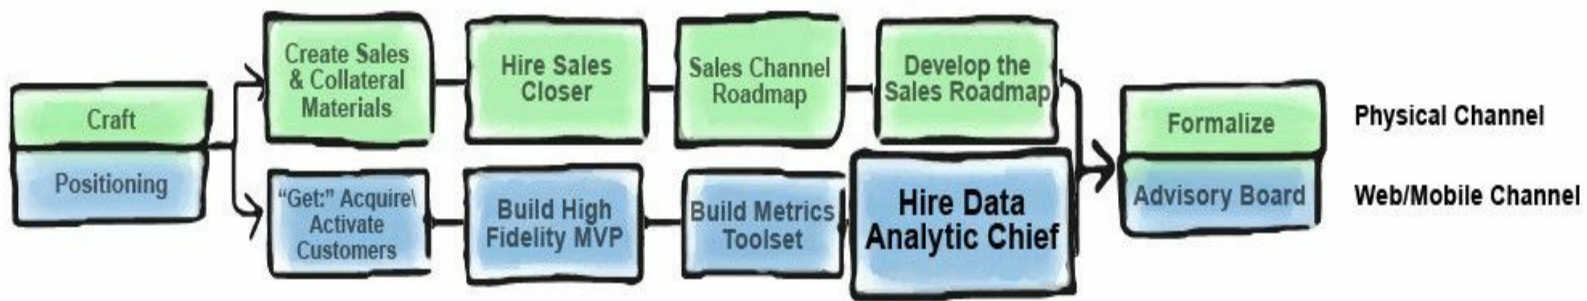 Craft
Positioning
Create Sales
& Collateral
Materials
Hire Sales
Closer
Sales Channel
Roadmap
Develop the
Sales Roadmap
"Get:" Acquire\
Activate
Customers
Build High
Fidelity MVP
Build Metrics
Toolset
Hire Data
Analytic Chief
Formalize
Advisory Board
Physical Channel
Web/Mobile Channel